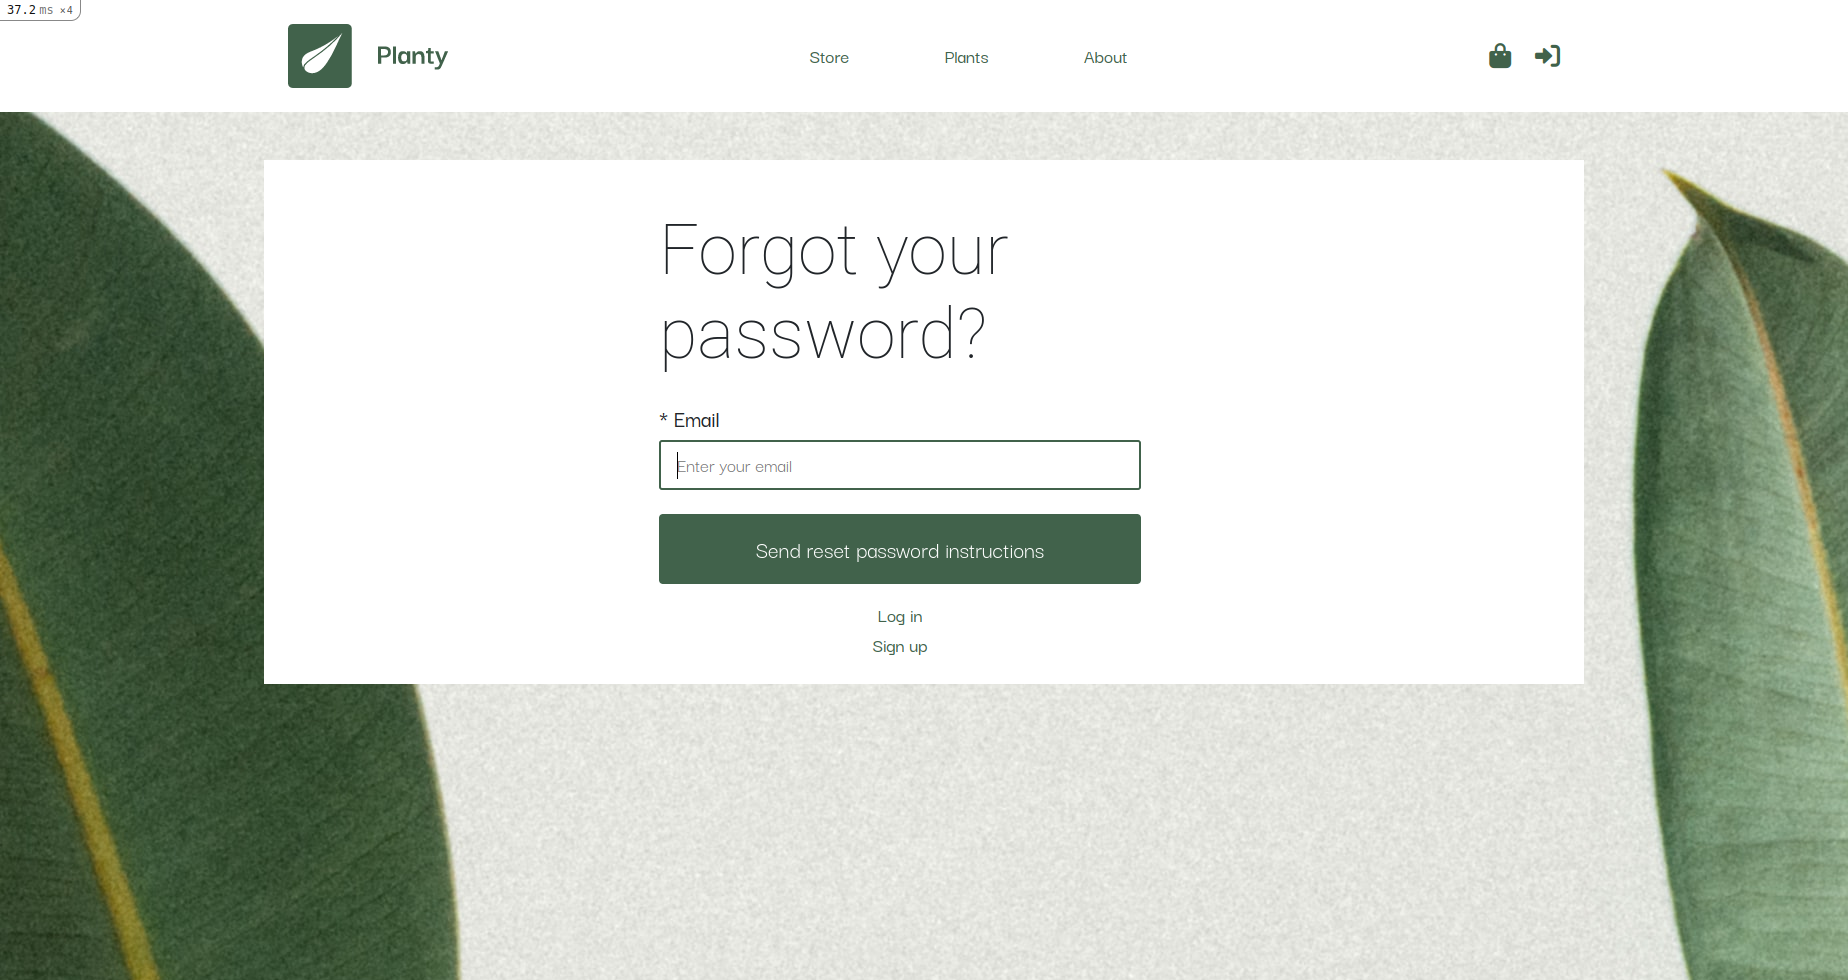 37.2 ms ×4
Planty
Store
Plants
About
Forgot your
password?
* Email
Enter your email
Send reset password instructions
Log in
Sign up